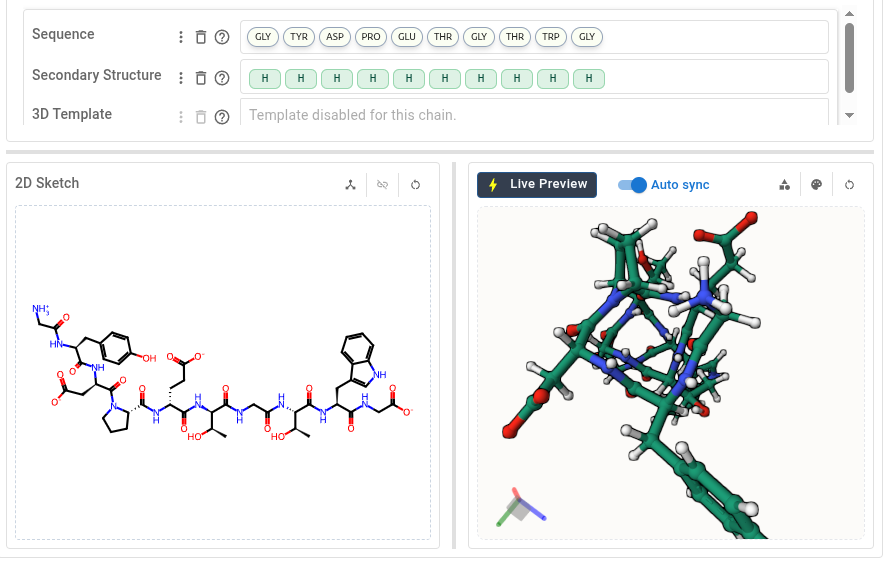 Sequence GLY TYR ASP PRO GLU THR GLY THR TRP GLY
Secondary Structure H H H H H H H H H H
3D Template Template disabled for this chain.
2D Sketch
Live Preview Auto sync
NH₃⁺
O
HN
O
OH
NH
O
O⁻
O
N
O
O⁻
O
N
H
O
H
N
HO
O
N
H
O
H
N
HO
O
N
H
O
NH
H
N
O
O⁻